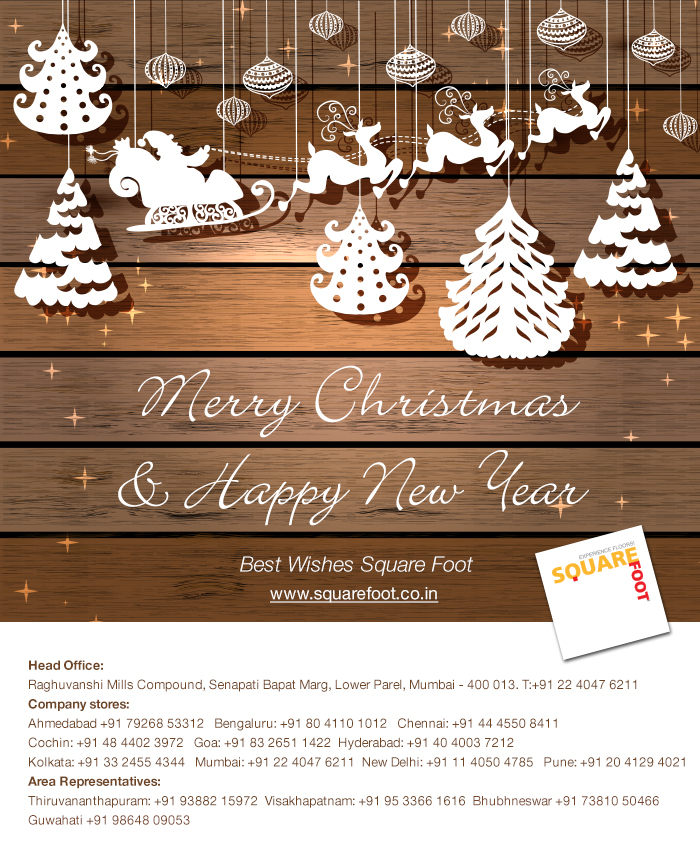 Merry Christmas
& Happy New Year
Best Wishes Square Foot
www.squarefoot.co.in
EXPERIENCE FLOORS!
SQUARE
FOOT
Head Office:
Raghuvanshi Mills Compound, Senapati Bapat Marg, Lower Parel, Mumbai - 400 013. T:+91 22 4047 6211
Company stores:
Ahmedabad +91 79268 53312 Bengaluru: +91 80 4110 1012 Chennai: +91 44 4550 8411
Cochin: +91 48 4402 3972 Goa: +91 83 2651 1422 Hyderabad: +91 40 4003 7212
Kolkata: +91 33 2455 4344 Mumbai: +91 22 4047 6211 New Delhi: +91 11 4050 4785 Pune: +91 20 4129 4021
Area Representatives:
Thiruvananthapuram: +91 93882 15972 Visakhapatnam: +91 95 3366 1616 Bhubhneswar +91 73810 50466
Guwahati +91 98648 09053